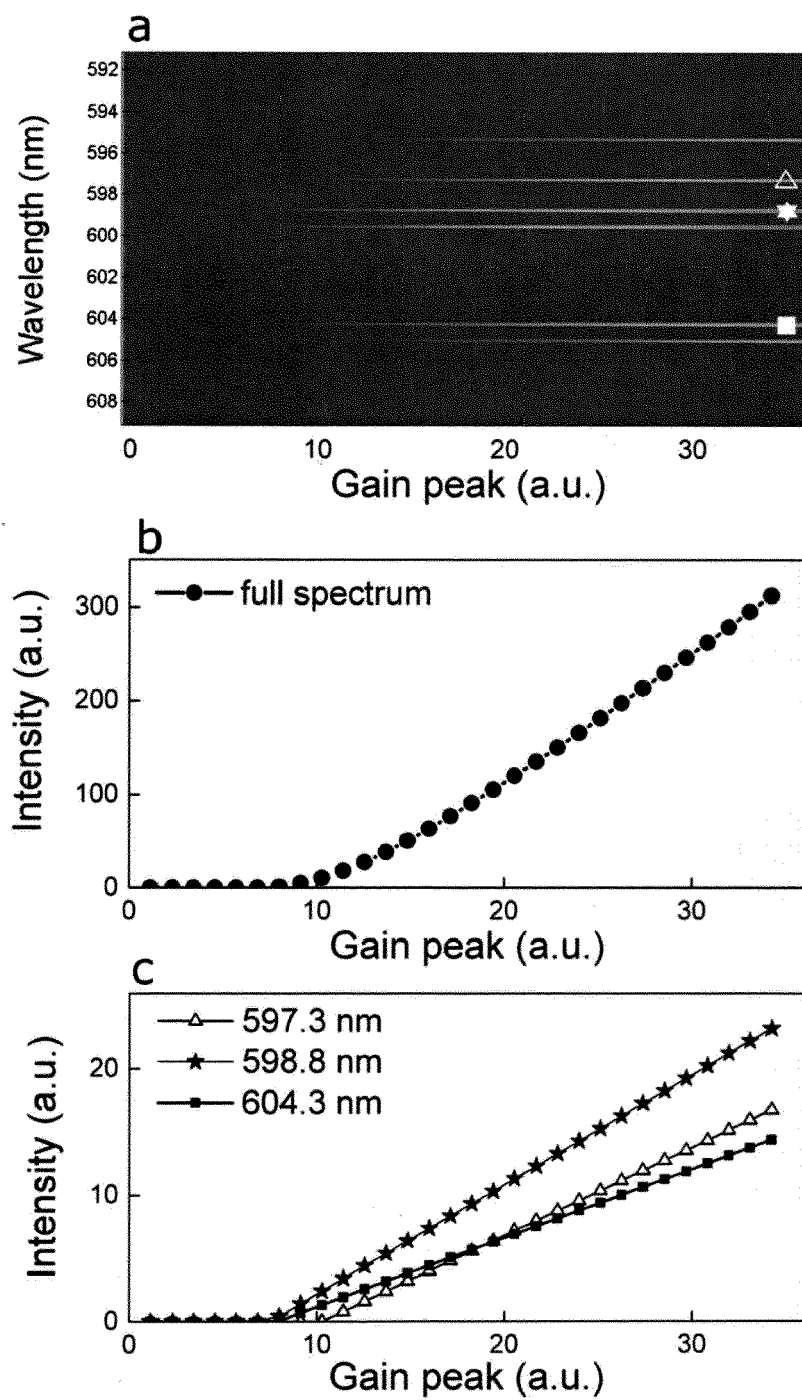 a
592
594
596
598
600
602
604
606
608
Wavelength (nm)
0 10 20 30
Gain peak (a.u.)
b
full spectrum
300
200
100
0
Intensity (a.u.)
0 10 20 30
Gain peak (a.u.)
c
597.3 nm
598.8 nm
604.3 nm
20
10
0
Intensity (a.u.)
0 10 20 30
Gain peak (a.u.)